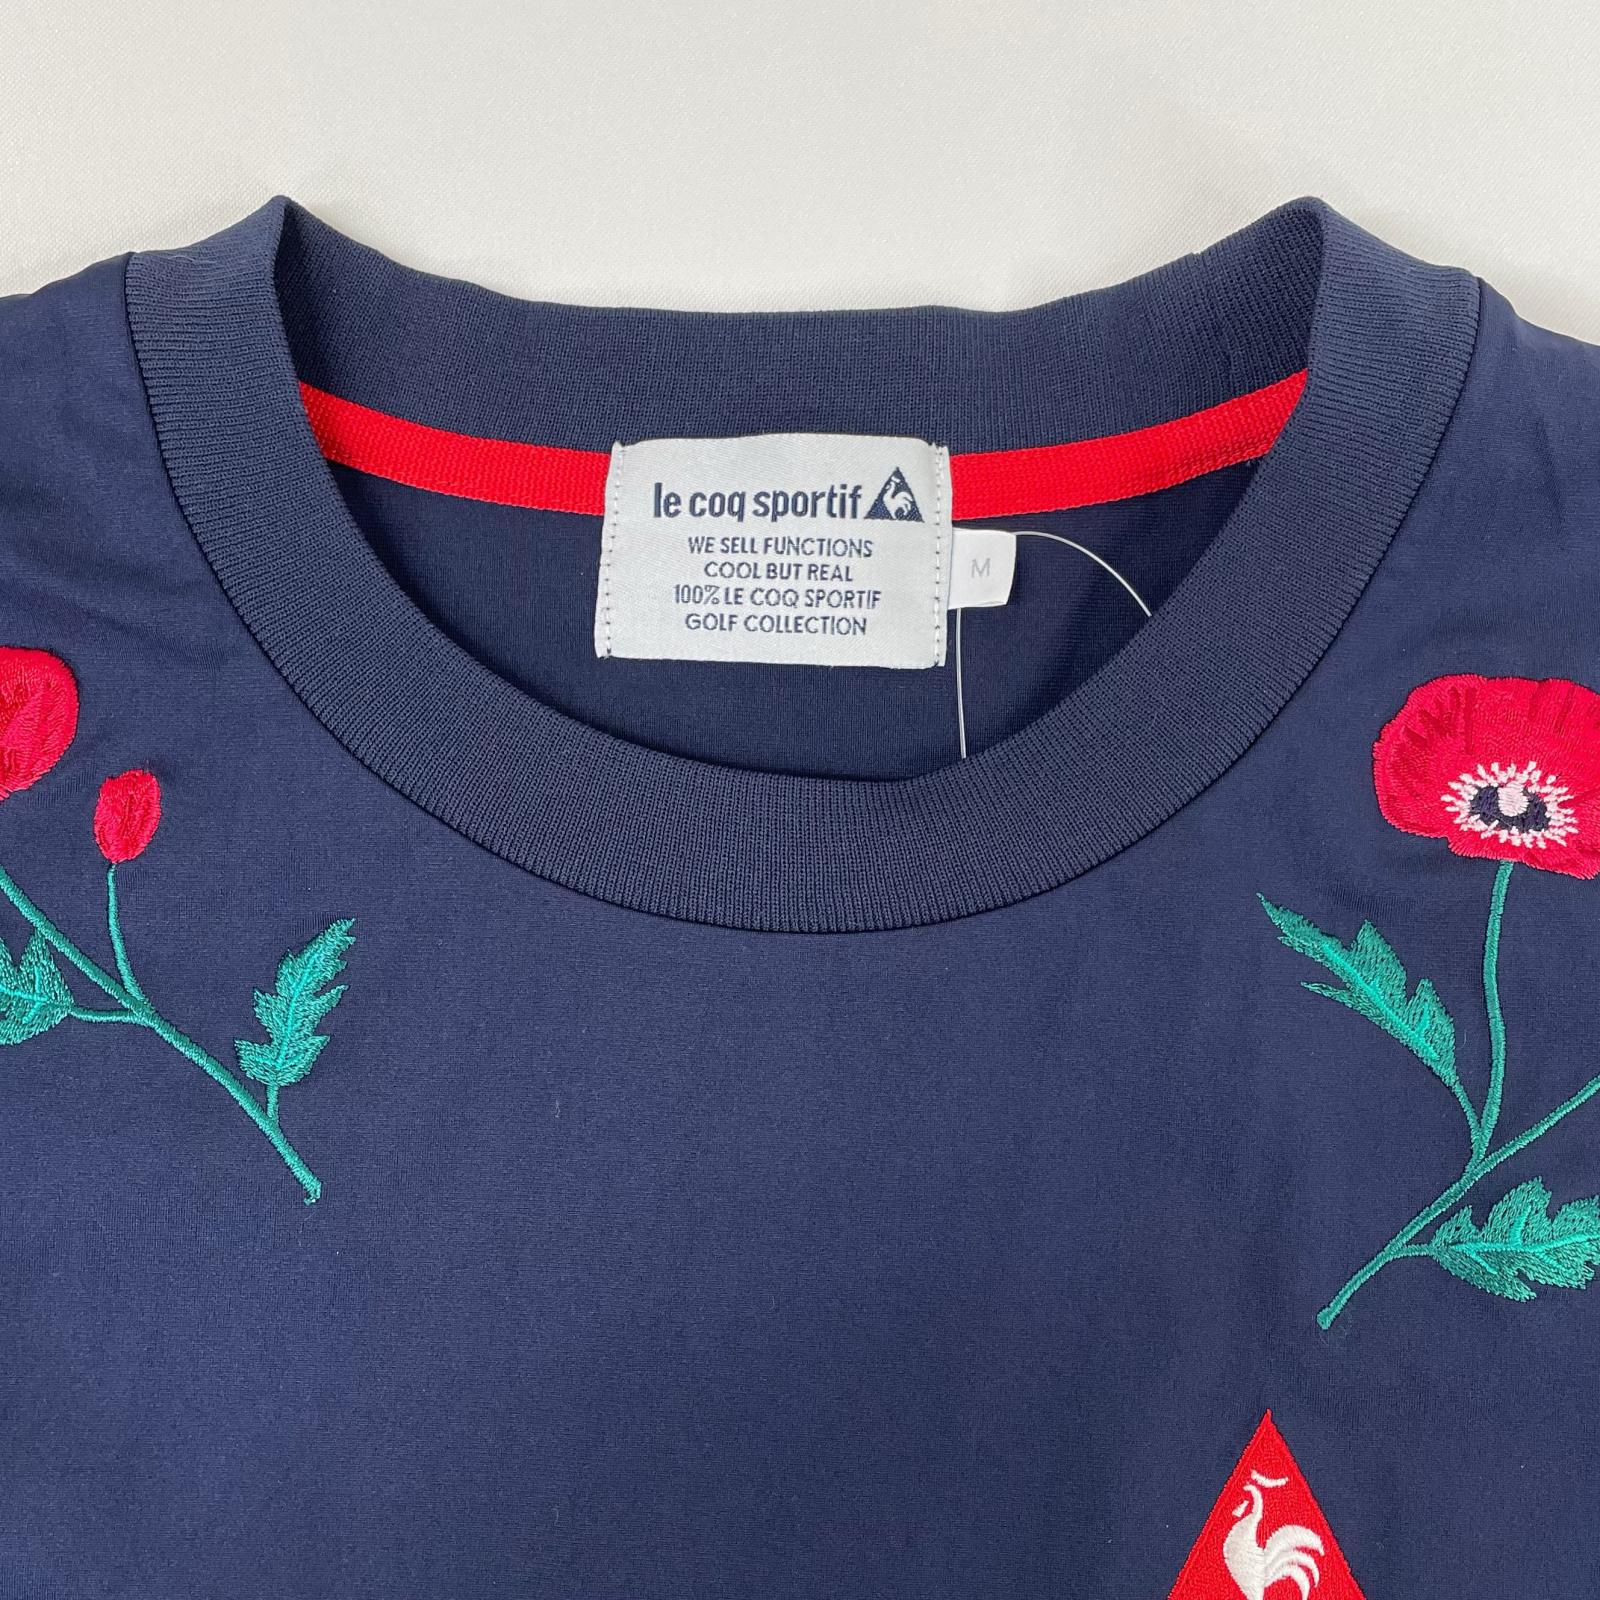 le coq sportif
WE SELL FUNCTIONS
COOL BUT REAL
100% LE COQ SPORTIF
GOLF COLLECTION
M